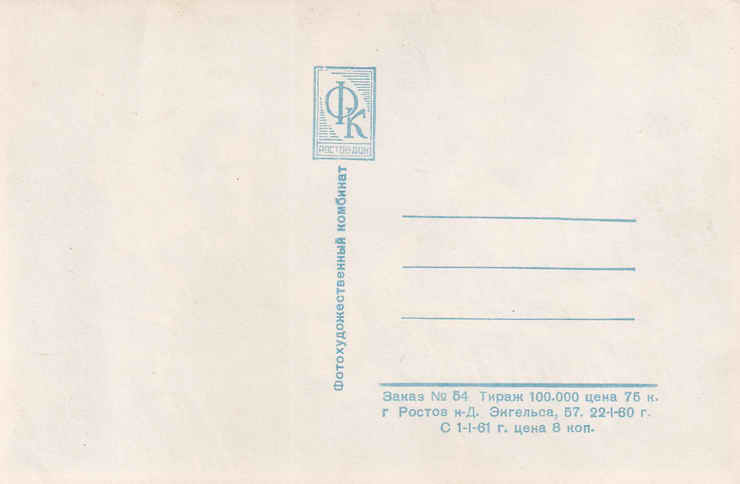 ФК
РОСТОВ ДОН
Фотохудожественный комбинат
Заказ № 54 Тираж 100.000 цена 75 к.
г Ростов н-Д. Энгельса, 57. 22-I-60 г.
С 1-I-61 г. цена 8 коп.